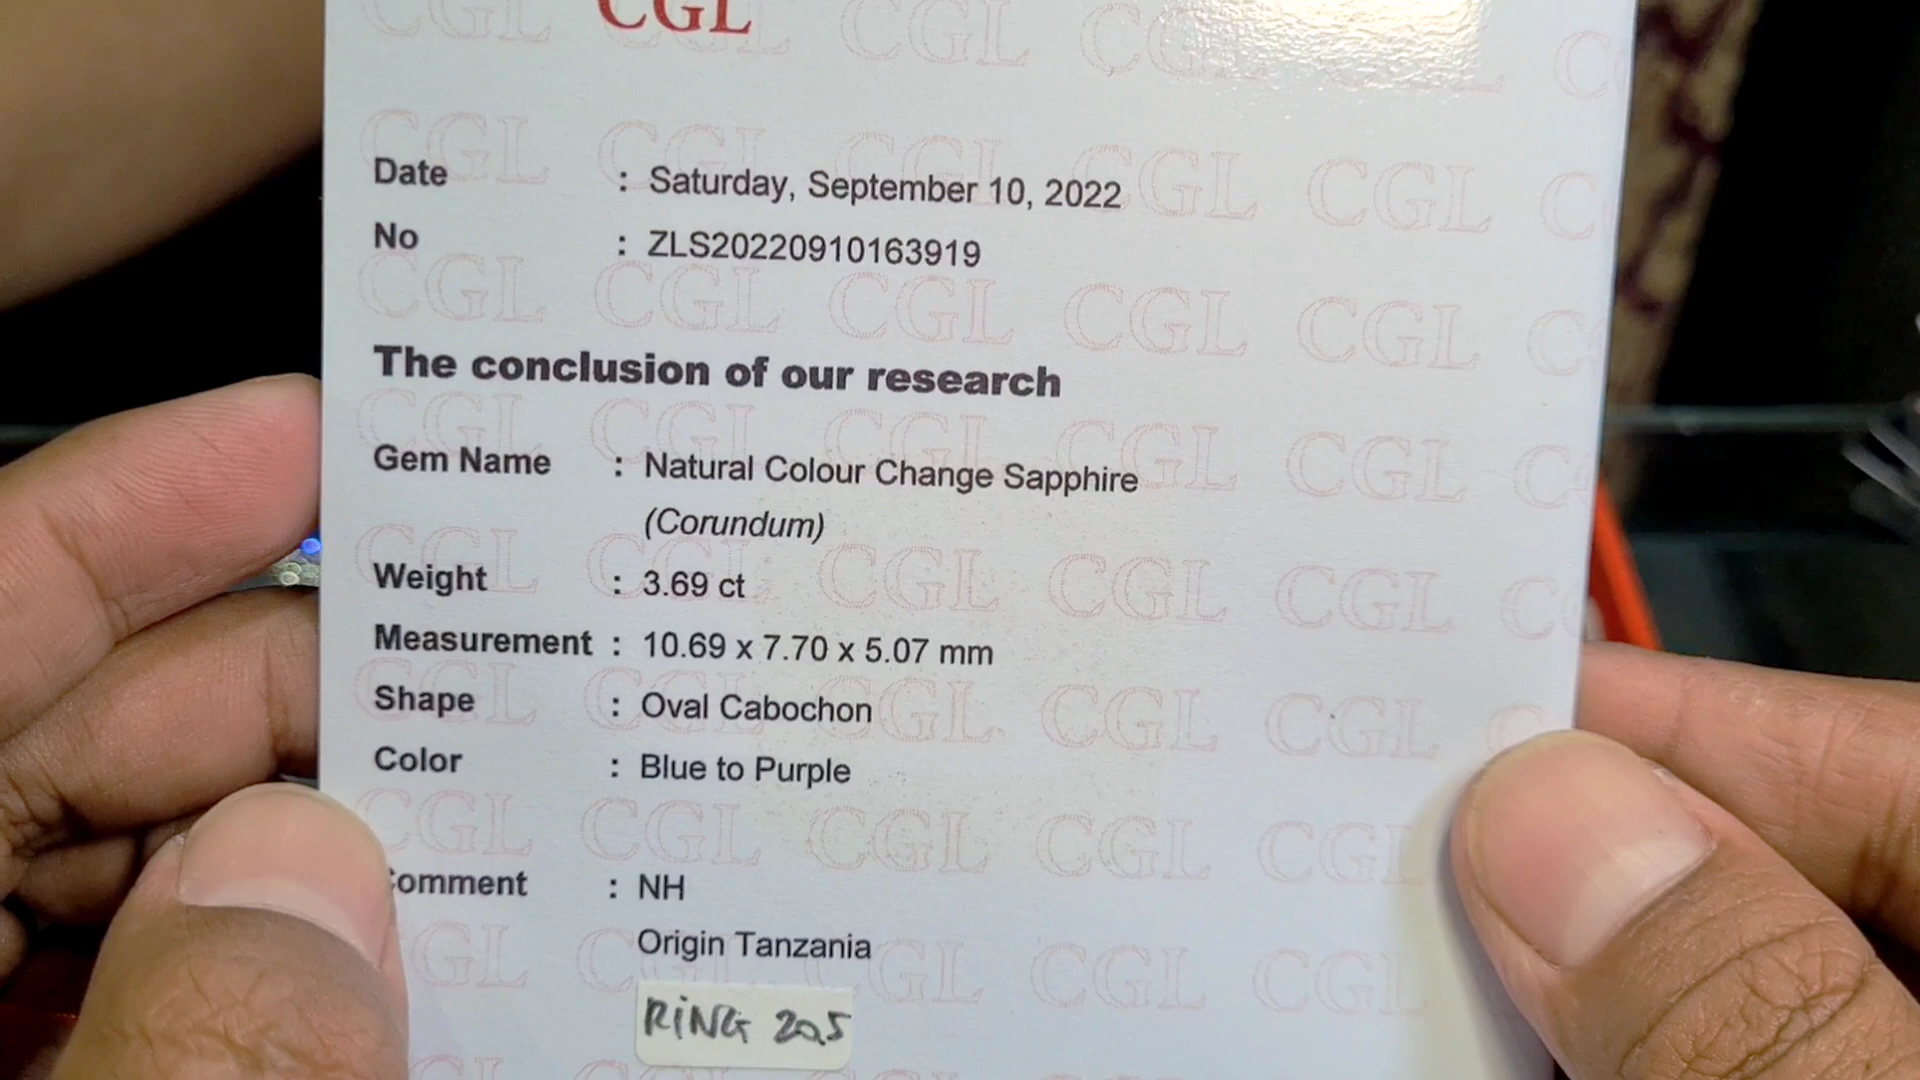 CGL
Date : Saturday, September 10, 2022
No : ZLS20220910163919
The conclusion of our research
Gem Name : Natural Colour Change Sapphire
(Corundum)
Weight : 3.69 ct
Measurement : 10.69 x 7.70 x 5.07 mm
Shape : Oval Cabochon
Color : Blue to Purple
omment : NH
Origin Tanzania
RING 20,5